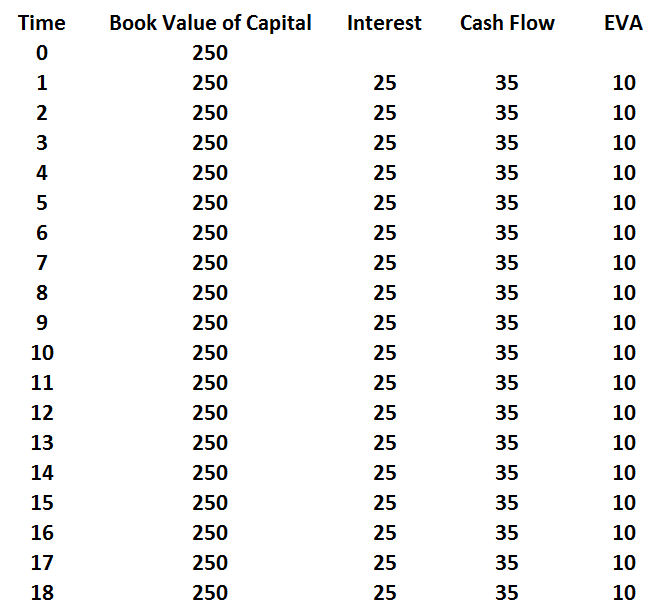 Time Book Value of Capital Interest Cash Flow EVA
0 250
1 250 25 35 10
2 250 25 35 10
3 250 25 35 10
4 250 25 35 10
5 250 25 35 10
6 250 25 35 10
7 250 25 35 10
8 250 25 35 10
9 250 25 35 10
10 250 25 35 10
11 250 25 35 10
12 250 25 35 10
13 250 25 35 10
14 250 25 35 10
15 250 25 35 10
16 250 25 35 10
17 250 25 35 10
18 250 25 35 10